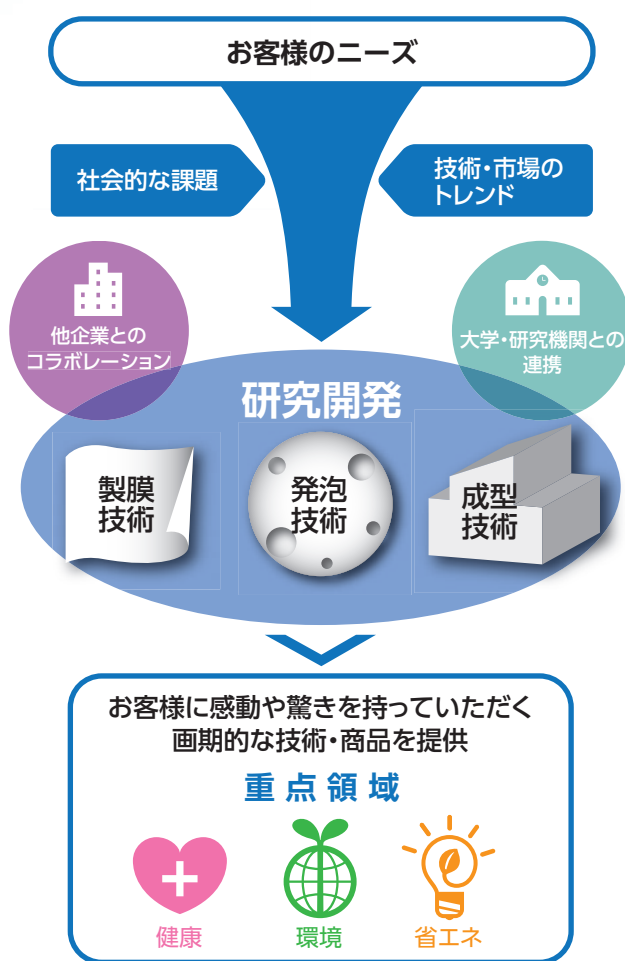 お客様のニーズ
社会的な課題
技術・市場の
トレンド
他企業との
コラボレーション
大学・研究機関との
連携
研究開発
製膜
技術
発泡
技術
成型
技術
お客様に感動や驚きを持っていただく
画期的な技術・商品を提供
重点領域
健康
環境
省エネ